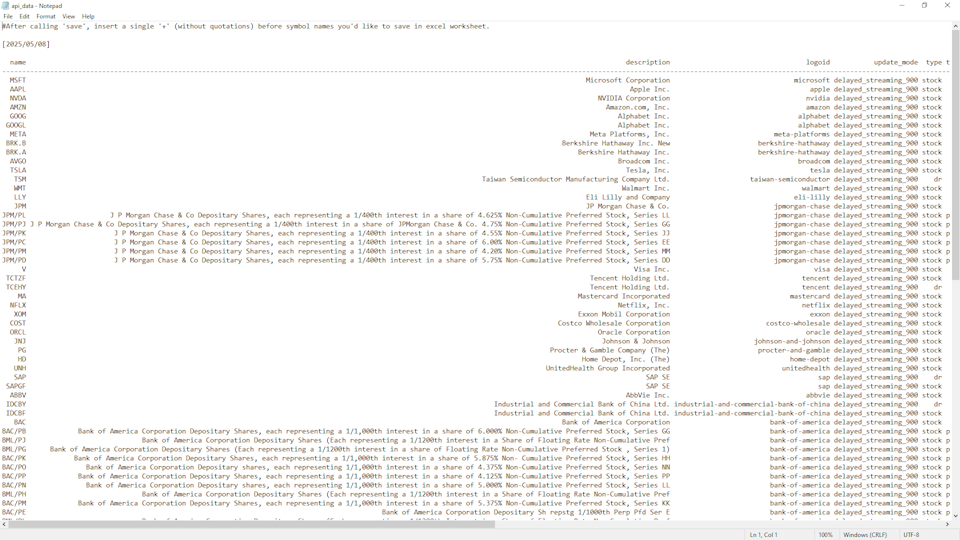 api_data - Notepad
File Edit Format View Help
#After calling 'save', insert a single '+' (without quotations) before symbol names you'd like to save in excel worksheet.
[2025/05/08]
name description logoid update_mode type t
MSFT Microsoft Corporation microsoft delayed_streaming_900 stock
AAPL Apple Inc. apple delayed_streaming_900 stock
NVDA NVIDIA Corporation nvidia delayed_streaming_900 stock
AMZN Amazon.com, Inc. amazon delayed_streaming_900 stock
GOOG Alphabet Inc. alphabet delayed_streaming_900 stock
GOOGL Alphabet Inc. alphabet delayed_streaming_900 stock
META Meta Platforms, Inc. meta-platforms delayed_streaming_900 stock
BRK.B Berkshire Hathaway Inc. New berkshire-hathaway delayed_streaming_900 stock
BRK.A Berkshire Hathaway Inc. berkshire-hathaway delayed_streaming_900 stock
AVGO Broadcom Inc. broadcom delayed_streaming_900 stock
TSLA Tesla, Inc. tesla delayed_streaming_900 stock
TSM Taiwan Semiconductor Manufacturing Company Ltd. taiwan-semiconductor delayed_streaming_900 dr
WMT Walmart Inc. walmart delayed_streaming_900 stock
LLY Eli Lilly and Company eli-lilly delayed_streaming_900 stock
JPM JP Morgan Chase & Co. jpmorgan-chase delayed_streaming_900 stock
JPM/PL J P Morgan Chase & Co Depositary Shares, each representing a 1/400th interest in a share of 4.625% Non-Cumulative Preferred Stock, Series LL jpmorgan-chase delayed_streaming_900 stock p
JPM/PJ J P Morgan Chase & Co Depositary Shares, each representing a 1/400th interest in a share of JPMorgan Chase & Co. 4.75% Non-Cumulative Preferred Stock, Series GG jpmorgan-chase delayed_streaming_900 stock p
JPM/PK J P Morgan Chase & Co Depositary Shares, each representing a 1/400th interest in a share of 4.55% Non-Cumulative Preferred Stock, Series JJ jpmorgan-chase delayed_streaming_900 stock p
JPM/PC J P Morgan Chase & Co Depositary Shares, each representing a 1/400th interest in a share of 6.00% Non-Cumulative Preferred Stock, Series EE jpmorgan-chase delayed_streaming_900 stock p
JPM/PM J P Morgan Chase & Co Depositary Shares, each representing a 1/400th interest in a share of 4.20% Non-Cumulative Preferred Stock, Series MM jpmorgan-chase delayed_streaming_900 stock p
JPM/PD J P Morgan Chase & Co Depositary Shares, each representing a 1/400th interest in a share of 5.75% Non-Cumulative Preferred Stock, Series DD jpmorgan-chase delayed_streaming_900 stock p
V Visa Inc. visa delayed_streaming_900 stock
TCTZF Tencent Holding Ltd. tencent delayed_streaming_900 stock
TCEHY Tencent Holding Ltd. tencent delayed_streaming_900 dr
MA Mastercard Incorporated mastercard delayed_streaming_900 stock
NFLX Netflix, Inc. netflix delayed_streaming_900 stock
XOM Exxon Mobil Corporation exxon delayed_streaming_900 stock
COST Costco Wholesale Corporation costco-wholesale delayed_streaming_900 stock
ORCL Oracle Corporation oracle delayed_streaming_900 stock
JNJ Johnson & Johnson johnson-and-johnson delayed_streaming_900 stock
PG Procter & Gamble Company (The) procter-and-gamble delayed_streaming_900 stock
HD Home Depot, Inc. (The) home-depot delayed_streaming_900 stock
UNH UnitedHealth Group Incorporated unitedhealth delayed_streaming_900 stock
SAP SAP SE sap delayed_streaming_900 dr
SAPGF SAP SE sap delayed_streaming_900 stock
ABBV AbbVie Inc. abbvie delayed_streaming_900 stock
IDCBY Industrial and Commercial Bank of China Ltd. industrial-and-commercial-bank-of-china delayed_streaming_900 dr
IDCBF Industrial and Commercial Bank of China Ltd. industrial-and-commercial-bank-of-china delayed_streaming_900 stock
BAC Bank of America Corporation bank-of-america delayed_streaming_900 stock
BAC/PB Bank of America Corporation Depositary Shares, each representing a 1/1,000th interest in a share of 6.000% Non-Cumulative Preferred Stock, Series GG bank-of-america delayed_streaming_900 stock p
BML/PJ Bank of America Corporation Depositary Shares (Each representing a 1/1200th interest in a Share of Floating Rate Non-Cumulative Pref bank-of-america delayed_streaming_900 stock p
BML/PG Bank of America Corporation Depositary Shares (Each representing a 1/1200th interest in a share of Floating Rate Non-Cumulative Preferred Stock , Series 1) bank-of-america delayed_streaming_900 stock p
BAC/PK Bank of America Corporation Depositary Shares, each representing a 1/1,000th interest in a share of 5.875% Non- Cumulative Preferred Stock, Series HH bank-of-america delayed_streaming_900 stock p
BAC/PO Bank of America Corporation Depositary shares, each representing 1/1,000th interest in a share of 4.375% Non-Cumulative Preferred Stock, Series NN bank-of-america delayed_streaming_900 stock p
BAC/PP Bank of America Corporation Depositary Shares, each representing a 1/1,000th interest in a share of 4.125% Non-Cumulative Preferred Stock, Series PP bank-of-america delayed_streaming_900 stock p
BAC/PN Bank of America Corporation Depositary shares, each representing 1/1,000th interest in a share of 5.000% Non-Cumulative Preferred Stock, Series LL bank-of-america delayed_streaming_900 stock p
BML/PH Bank of America Corporation Depositary Shares (Each representing a 1/1200th interest in a Share of Floating Rate Non-Cumulative Pref bank-of-america delayed_streaming_900 stock p
BAC/PM Bank of America Corporation Depositary Shares, each representing a 1/1,000th interest in a share of 5.375% Non-Cumulative Preferred Stock, Series KK bank-of-america delayed_streaming_900 stock p
BAC/PE Bank of America Corporation Depositary Sh repstg 1/1000th Perp Pfd Ser E bank-of-america delayed_streaming_900 stock p
Ln 1, Col 1 100% Windows (CRLF) UTF-8